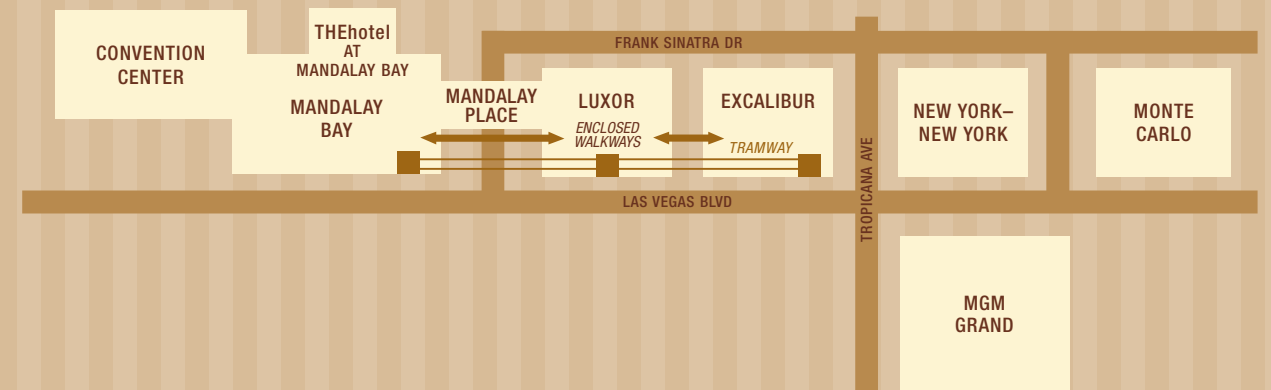 CONVENTION
CENTER
THEhotel
AT
MANDALAY BAY
MANDALAY
BAY
MANDALAY
PLACE
FRANK SINATRA DR
LUXOR
ENCLOSED
WALKWAYS
EXCALIBUR
TRAMWAY
TROPICANA AVE
NEW YORK–
NEW YORK
MONTE
CARLO
LAS VEGAS BLVD
MGM
GRAND